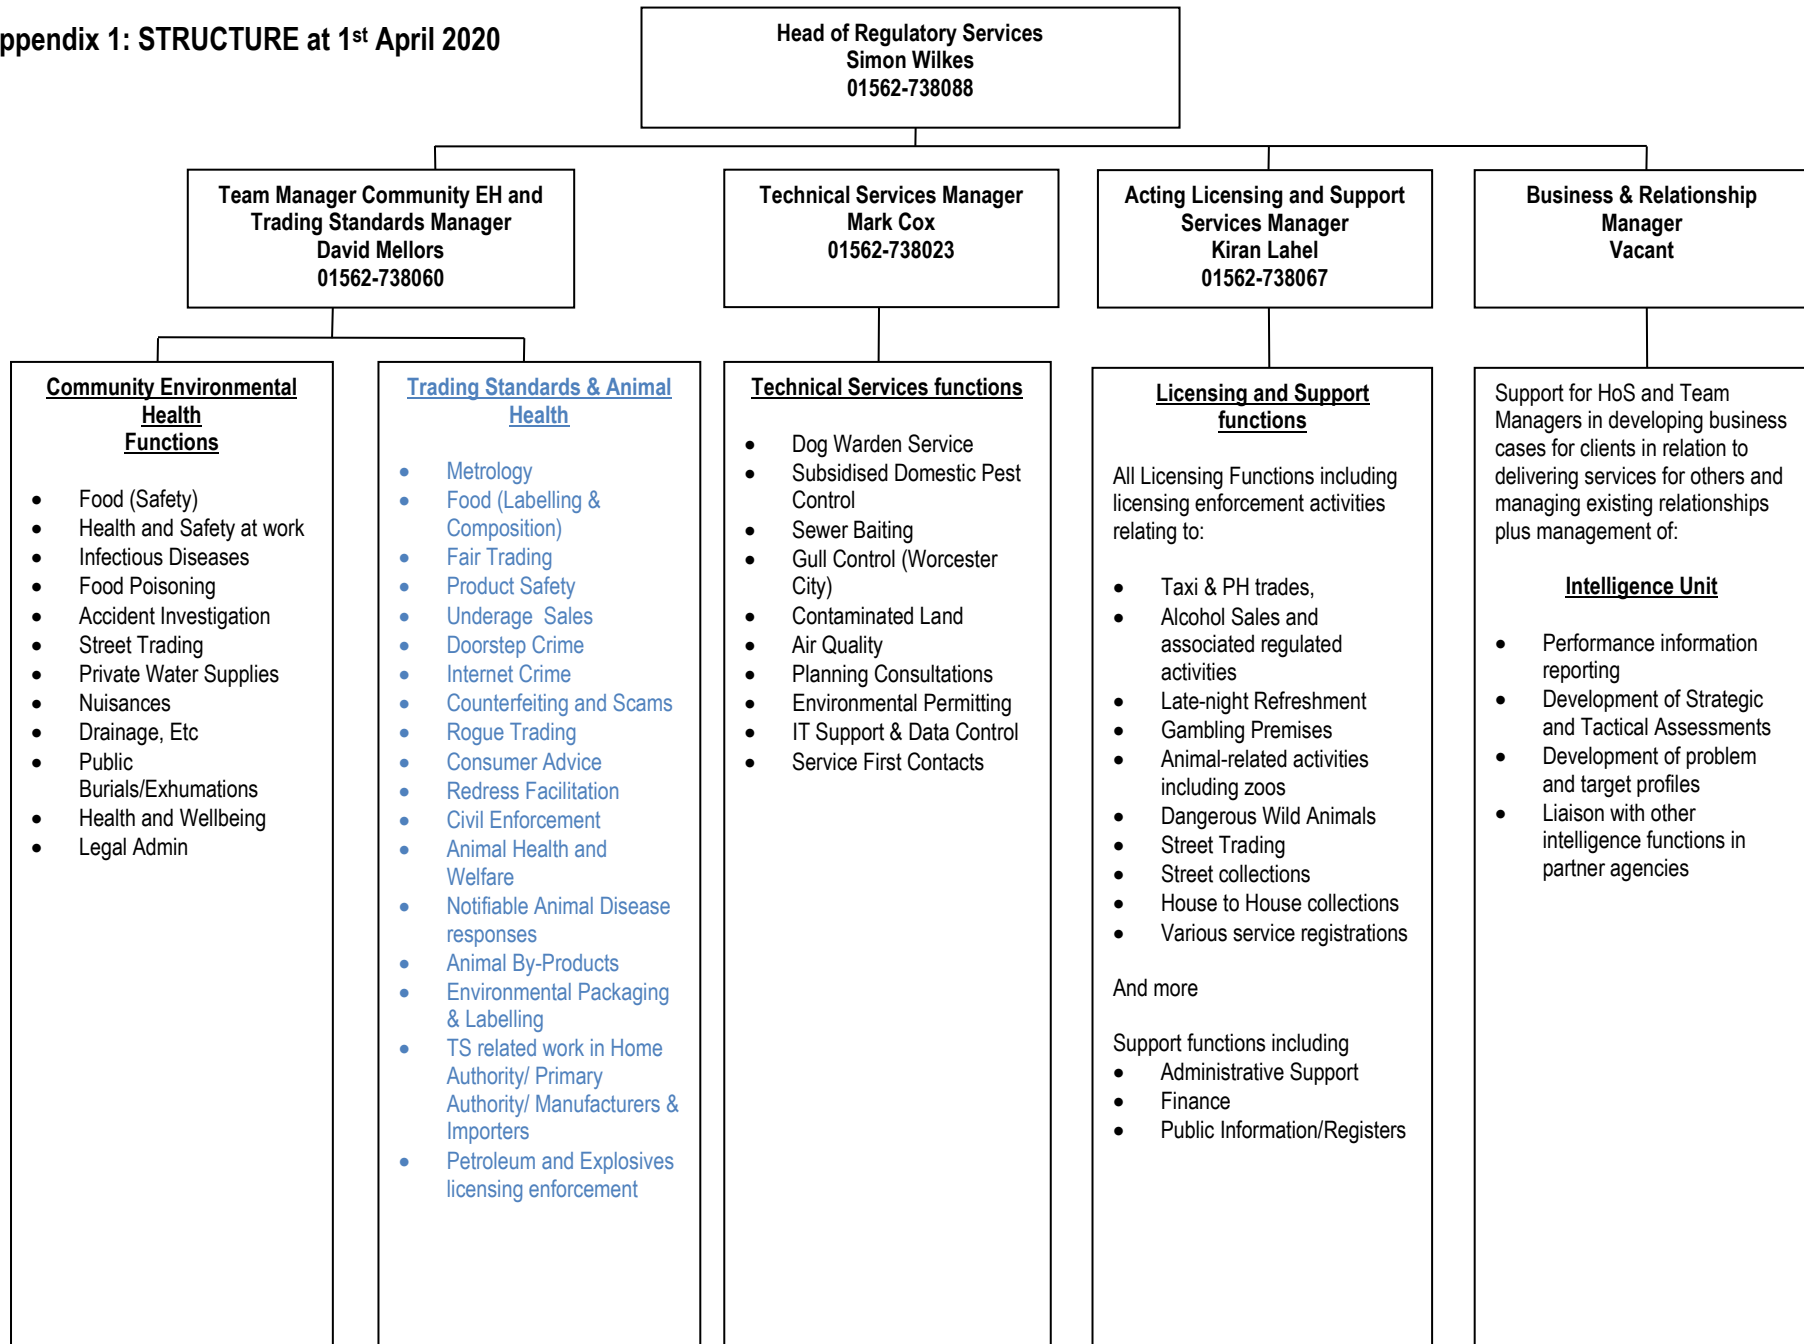 ppendix 1: STRUCTURE at 1st April 2020
Head of Regulatory Services
Simon Wilkes
01562-738088
Team Manager Community EH and
Trading Standards Manager
David Mellors
01562-738060
Technical Services Manager
Mark Cox
01562-738023
Acting Licensing and Support
Services Manager
Kiran Lahel
01562-738067
Business & Relationship
Manager
Vacant
Community Environmental
Health
Functions
• Food (Safety)
• Health and Safety at work
• Infectious Diseases
• Food Poisoning
• Accident Investigation
• Street Trading
• Private Water Supplies
• Nuisances
• Drainage, Etc
• Public
Burials/Exhumations
• Health and Wellbeing
• Legal Admin
Trading Standards & Animal
Health
• Metrology
• Food (Labelling &
Composition)
• Fair Trading
• Product Safety
• Underage Sales
• Doorstep Crime
• Internet Crime
• Counterfeiting and Scams
• Rogue Trading
• Consumer Advice
• Redress Facilitation
• Civil Enforcement
• Animal Health and
Welfare
• Notifiable Animal Disease
responses
• Animal By-Products
• Environmental Packaging
& Labelling
• TS related work in Home
Authority/ Primary
Authority/ Manufacturers &
Importers
• Petroleum and Explosives
licensing enforcement
Technical Services functions
• Dog Warden Service
• Subsidised Domestic Pest
Control
• Sewer Baiting
• Gull Control (Worcester
City)
• Contaminated Land
• Air Quality
• Planning Consultations
• Environmental Permitting
• IT Support & Data Control
• Service First Contacts
Licensing and Support
functions
All Licensing Functions including
licensing enforcement activities
relating to:
• Taxi & PH trades,
• Alcohol Sales and
associated regulated
activities
• Late-night Refreshment
• Gambling Premises
• Animal-related activities
including zoos
• Dangerous Wild Animals
• Street Trading
• Street collections
• House to House collections
• Various service registrations
And more
Support functions including
• Administrative Support
• Finance
• Public Information/Registers
Support for HoS and Team
Managers in developing business
cases for clients in relation to
delivering services for others and
managing existing relationships
plus management of:
Intelligence Unit
• Performance information
reporting
• Development of Strategic
and Tactical Assessments
• Development of problem
and target profiles
• Liaison with other
intelligence functions in
partner agencies